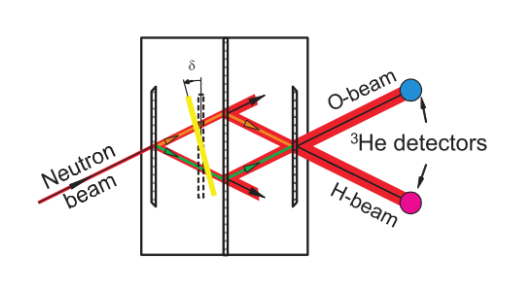 δ
O-beam
³He detectors
Neutron
beam
H-beam